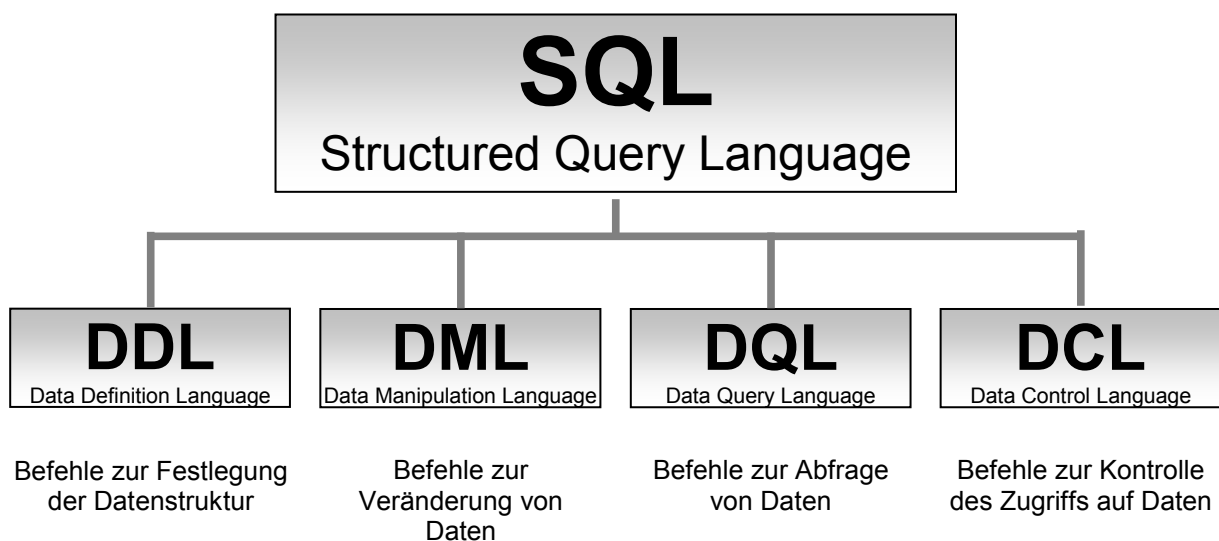 SQL
Structured Query Language
DDL
Data Definition Language
Befehle zur Festlegung
der Datenstruktur
DML
Data Manipulation Language
Befehle zur
Veränderung von
Daten
DQL
Data Query Language
Befehle zur Abfrage
von Daten
DCL
Data Control Language
Befehle zur Kontrolle
des Zugriffs auf Daten